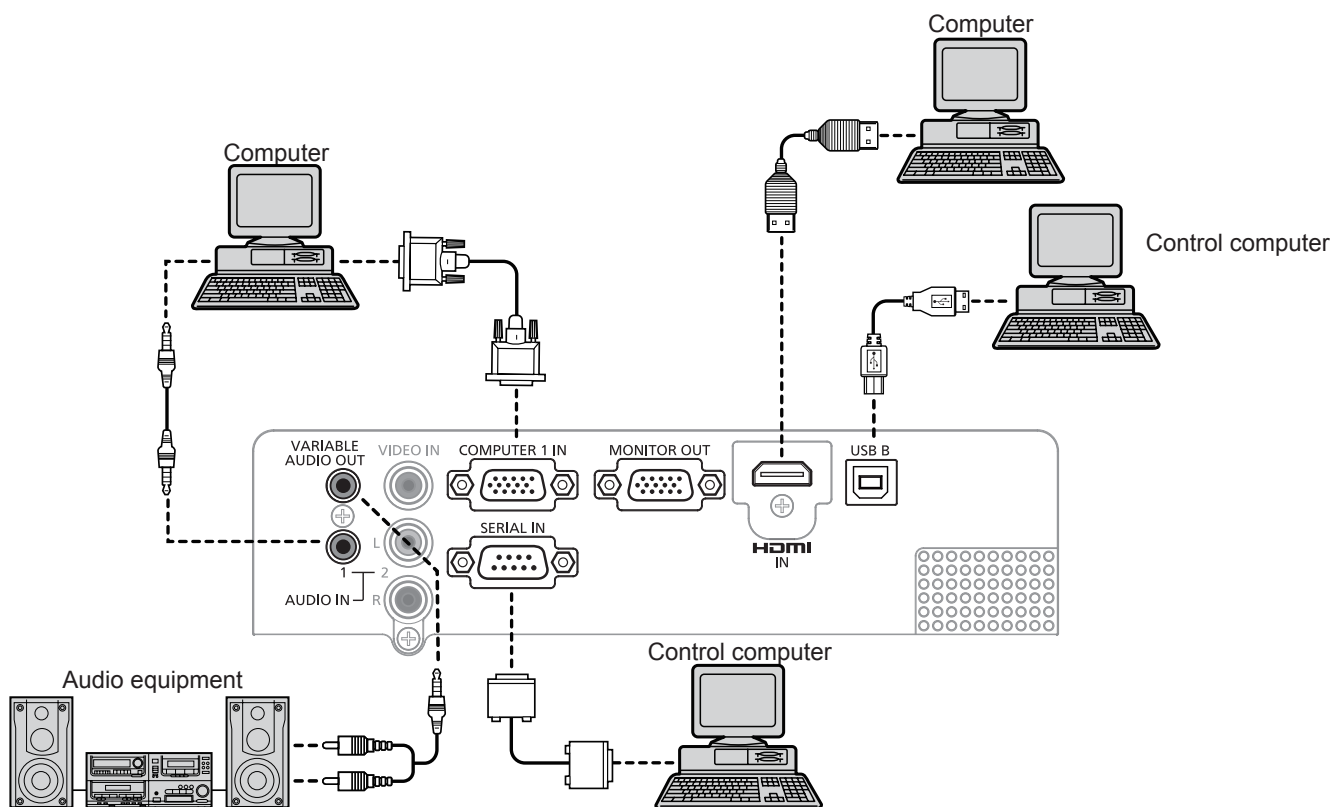 Computer
Computer
Control computer
VARIABLE
AUDIO OUT
VIDEO IN
COMPUTER 1 IN
MONITOR OUT
USB B
SERIAL IN
HDMI
IN
L
1
2
AUDIO IN
R
Control computer
Audio equipment